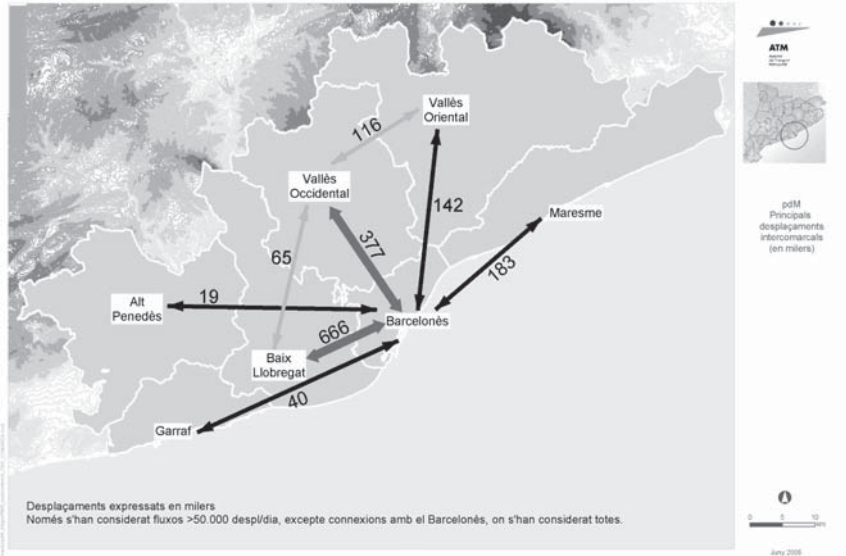 ATM
Vallès
Oriental
116
Vallès
Occidental
142
Maresme
377
183
65
pdM
Principals
desplaçaments
intercomarcals
(en milers)
Alt
Penedès
19
Barcelonès
666
Baix
Llobregat
40
Garraf
Desplaçaments expressats en milers
Només s'han considerat fluxos >50.000 despl/dia, excepte connexions amb el Barcelonès, on s'han considerat totes.
0 5 10
Juny 2006